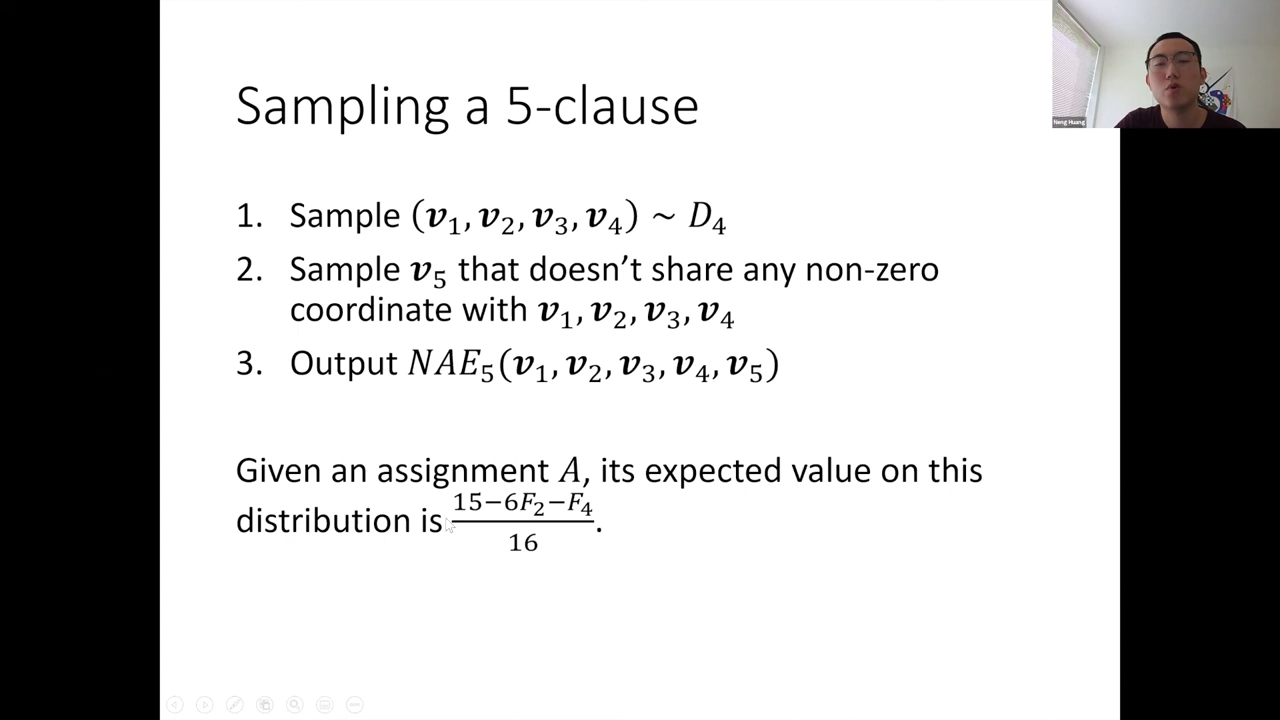 Sampling a 5-clause
1. Sample (𝒗₁, 𝒗₂, 𝒗₃, 𝒗₄) ~ D₄
2. Sample 𝒗₅ that doesn’t share any non-zero
coordinate with 𝒗₁, 𝒗₂, 𝒗₃, 𝒗₄
3. Output NAE₅(𝒗₁, 𝒗₂, 𝒗₃, 𝒗₄, 𝒗₅)
Given an assignment A, its expected value on this
distribution is (15−6F₂−F₄)/16.
Neng Huang